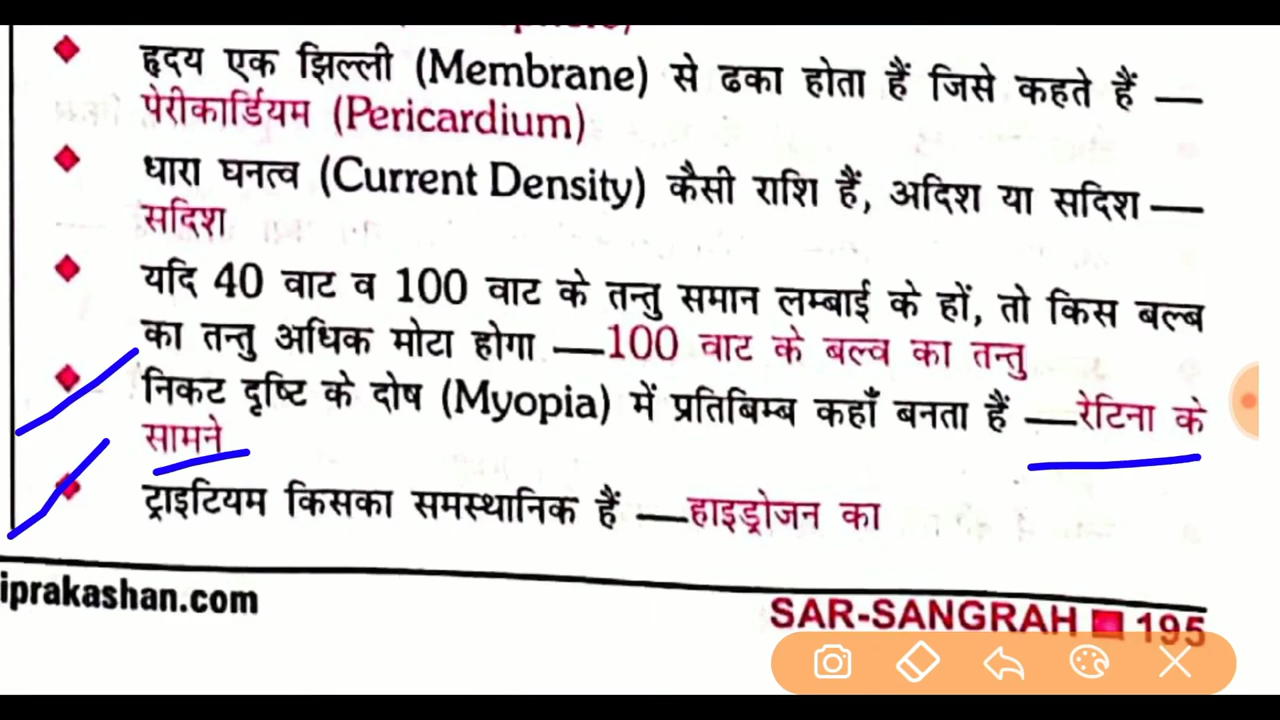 हृदय एक झिल्ली (Membrane) से ढका होता हैं जिसे कहते हैं —
पेरीकार्डियम (Pericardium)
धारा घनत्व (Current Density) कैसी राशि हैं, अदिश या सदिश —
सदिश
यदि 40 वाट व 100 वाट के तन्तु समान लम्बाई के हों, तो किस बल्ब
का तन्तु अधिक मोटा होगा —100 वाट के बल्व का तन्तु
निकट दृष्टि के दोष (Myopia) में प्रतिबिम्ब कहाँ बनता हैं —रेटिना के
सामने
ट्राइटियम किसका समस्थानिक हैं —हाइड्रोजन का
iprakashan.com
SAR-SANGRAH 195